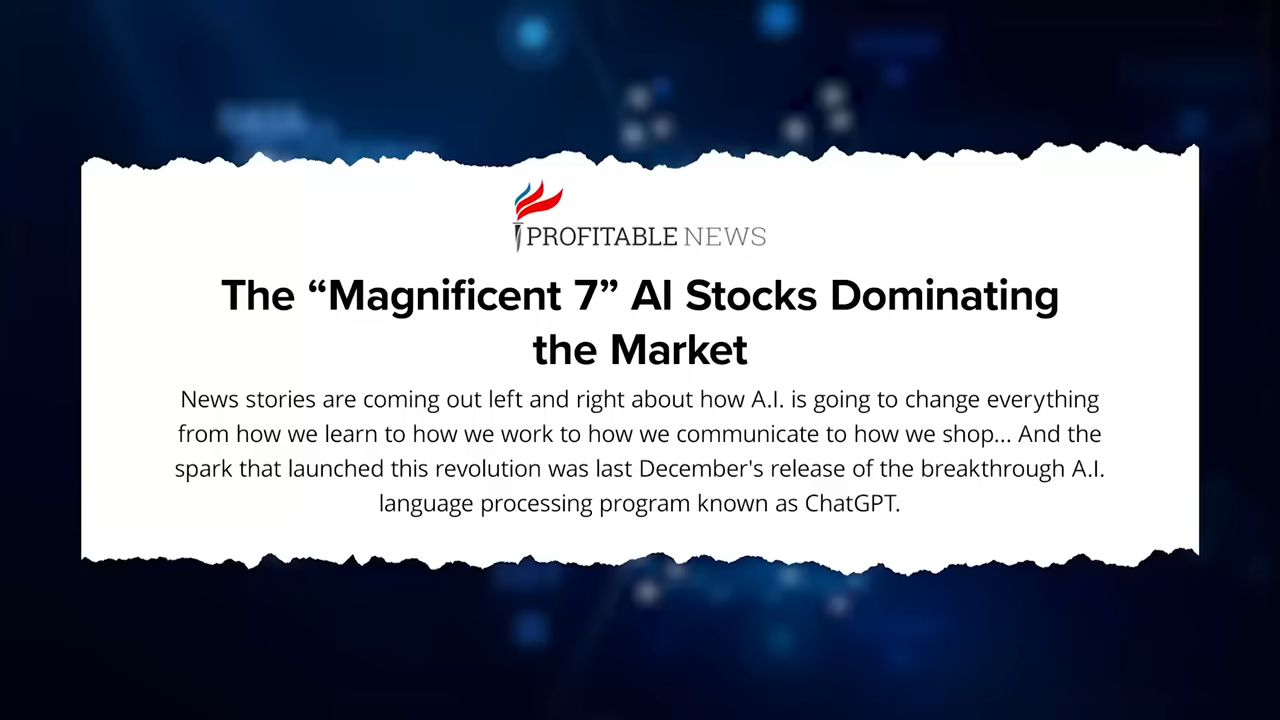 DATA
PROFITABLE NEWS
The “Magnificent 7” AI Stocks Dominating
the Market
News stories are coming out left and right about how A.I. is going to change everything
from how we learn to how we work to how we communicate to how we shop... And the
spark that launched this revolution was last December's release of the breakthrough A.I.
language processing program known as ChatGPT.